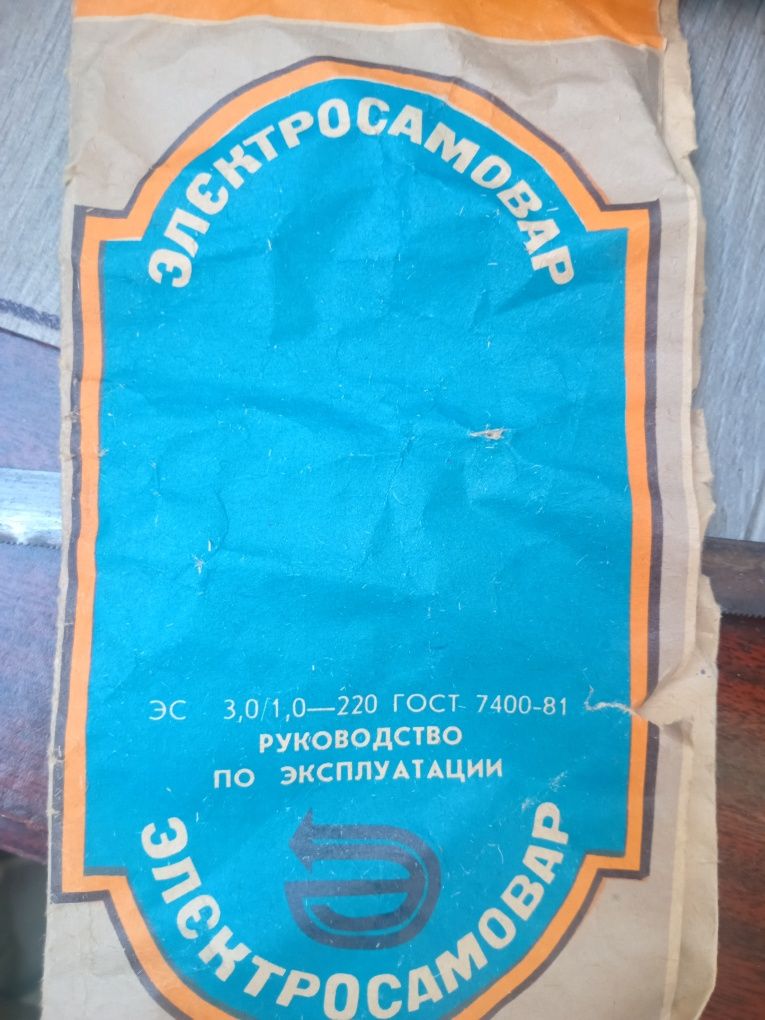 ЭЛЕКТРОСАМОВАР
ЭС 3,0/1,0—220 ГОСТ 7400-81
РУКОВОДСТВО
ПО ЭКСПЛУАТАЦИИ
ЭЛЕКТРОСАМОВАР